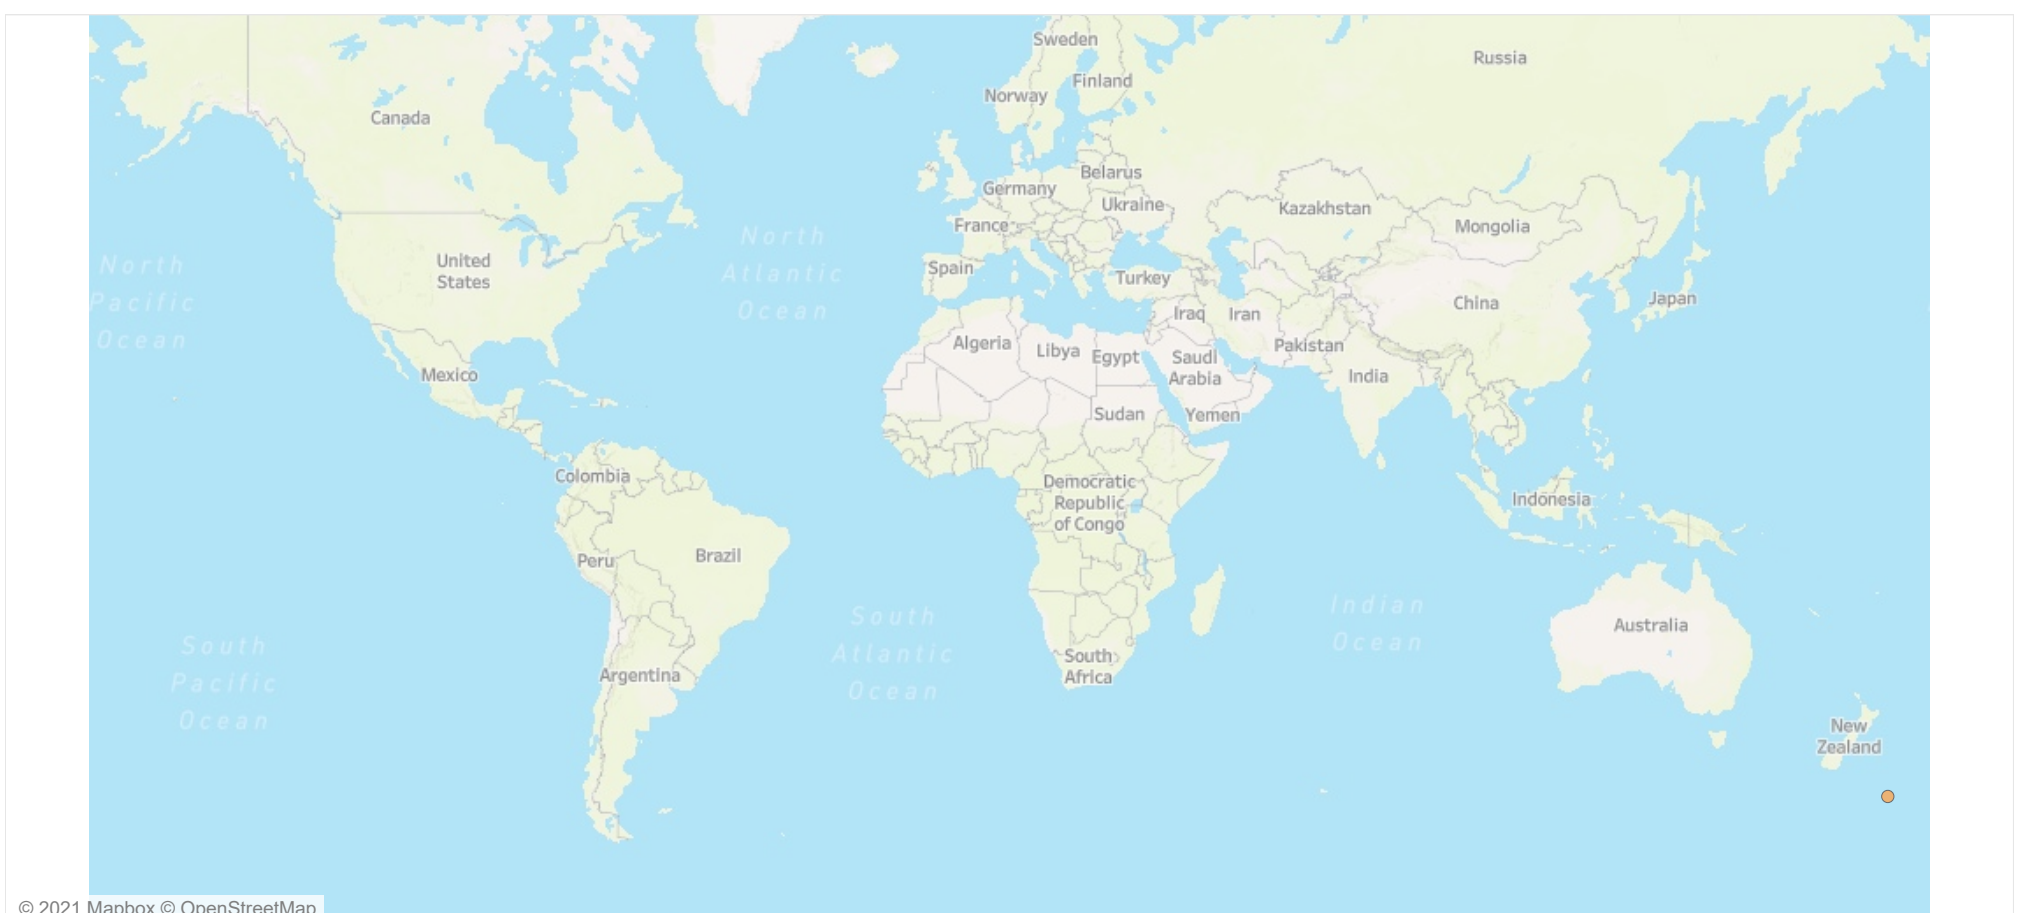 Sweden
Russia
Finland
Norway
Canada
Belarus
Germany
Ukraine
Kazakhstan
France
Mongolia
North
Atlantic
Ocean
North
Pacific
Ocean
United
States
Spain
Turkey
China
Japan
Iraq
Iran
Algeria
Libya
Egypt
Saudi
Arabia
Pakistan
India
Mexico
Sudan
Yemen
Colombia
Democratic
Republic
of Congo
Indonesia
Peru
Brazil
South
Atlantic
Ocean
Indian
Ocean
Australia
South
Pacific
Ocean
South
Africa
Argentina
New
Zealand
© 2021 Mapbox © OpenStreetMap